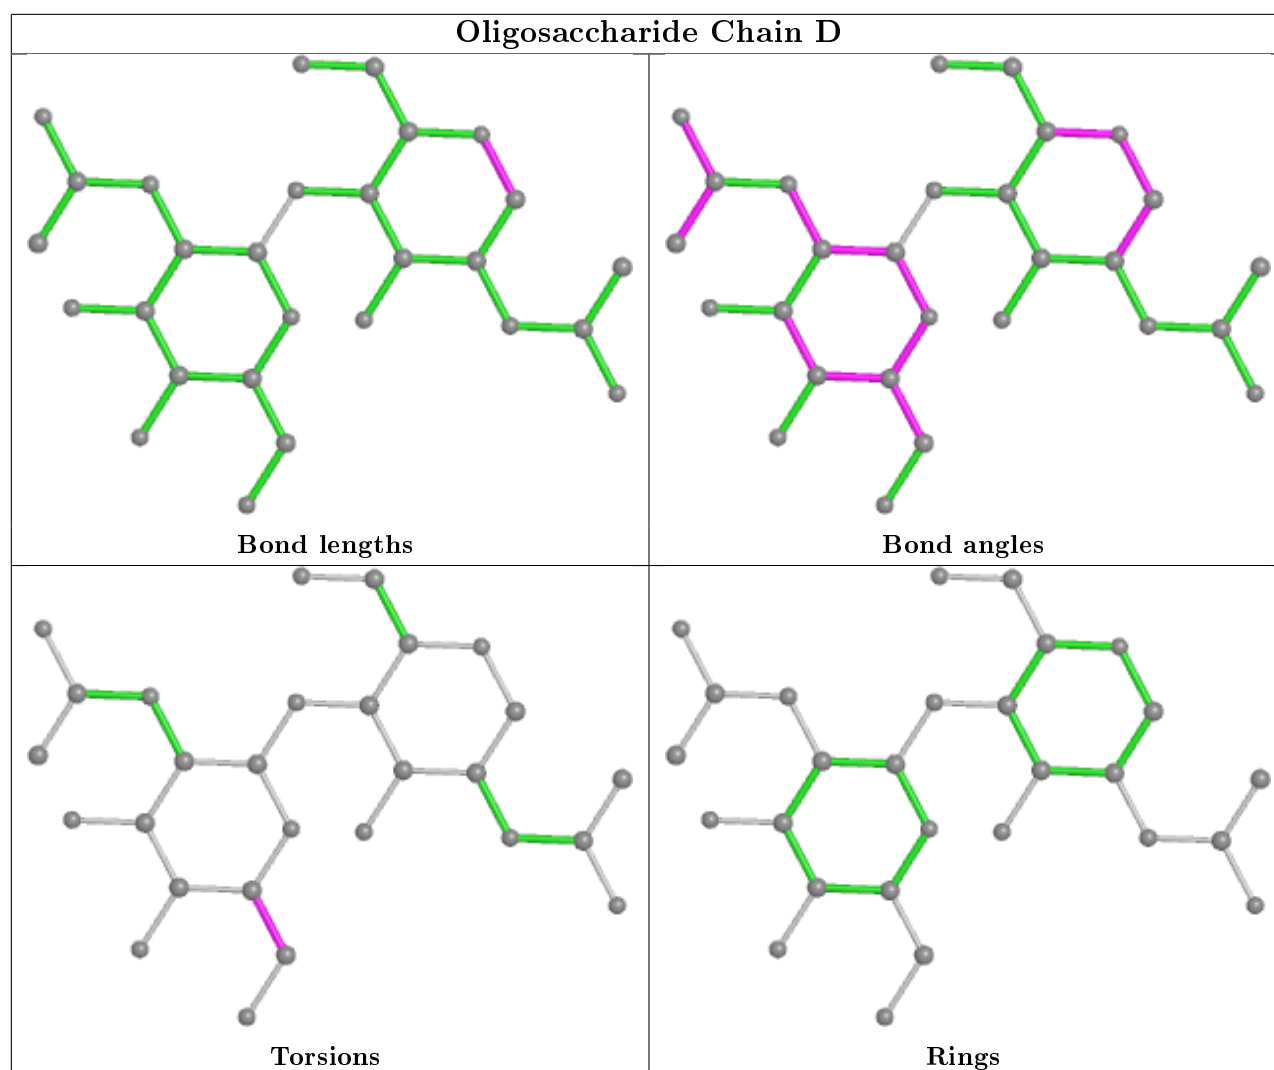 Oligosaccharide Chain D
Bond lengths
Bond angles
Torsions
Rings